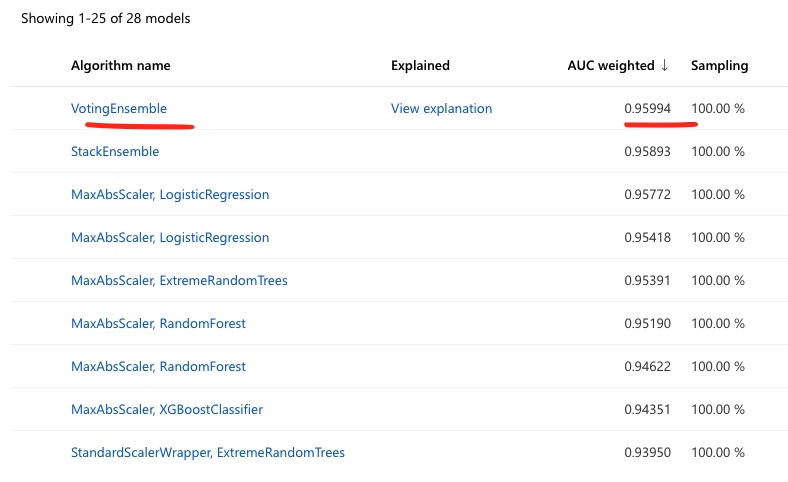 Showing 1-25 of 28 models
Algorithm name Explained AUC weighted ↓ Sampling
VotingEnsemble View explanation 0.95994 100.00 %
StackEnsemble 0.95893 100.00 %
MaxAbsScaler, LogisticRegression 0.95772 100.00 %
MaxAbsScaler, LogisticRegression 0.95418 100.00 %
MaxAbsScaler, ExtremeRandomTrees 0.95391 100.00 %
MaxAbsScaler, RandomForest 0.95190 100.00 %
MaxAbsScaler, RandomForest 0.94622 100.00 %
MaxAbsScaler, XGBoostClassifier 0.94351 100.00 %
StandardScalerWrapper, ExtremeRandomTrees 0.93950 100.00 %